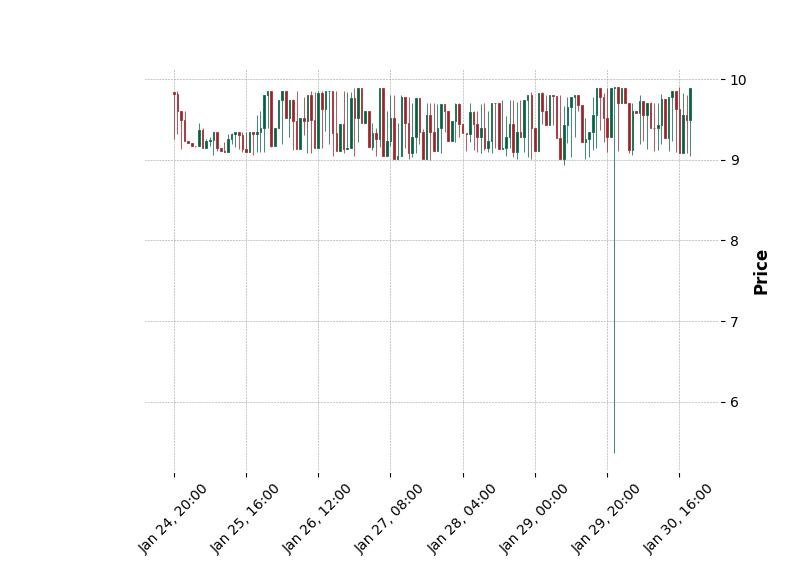 10
9
8
7
6
Price
Jan 24, 20:00
Jan 25, 16:00
Jan 26, 12:00
Jan 27, 08:00
Jan 28, 04:00
Jan 29, 00:00
Jan 29, 20:00
Jan 30, 16:00